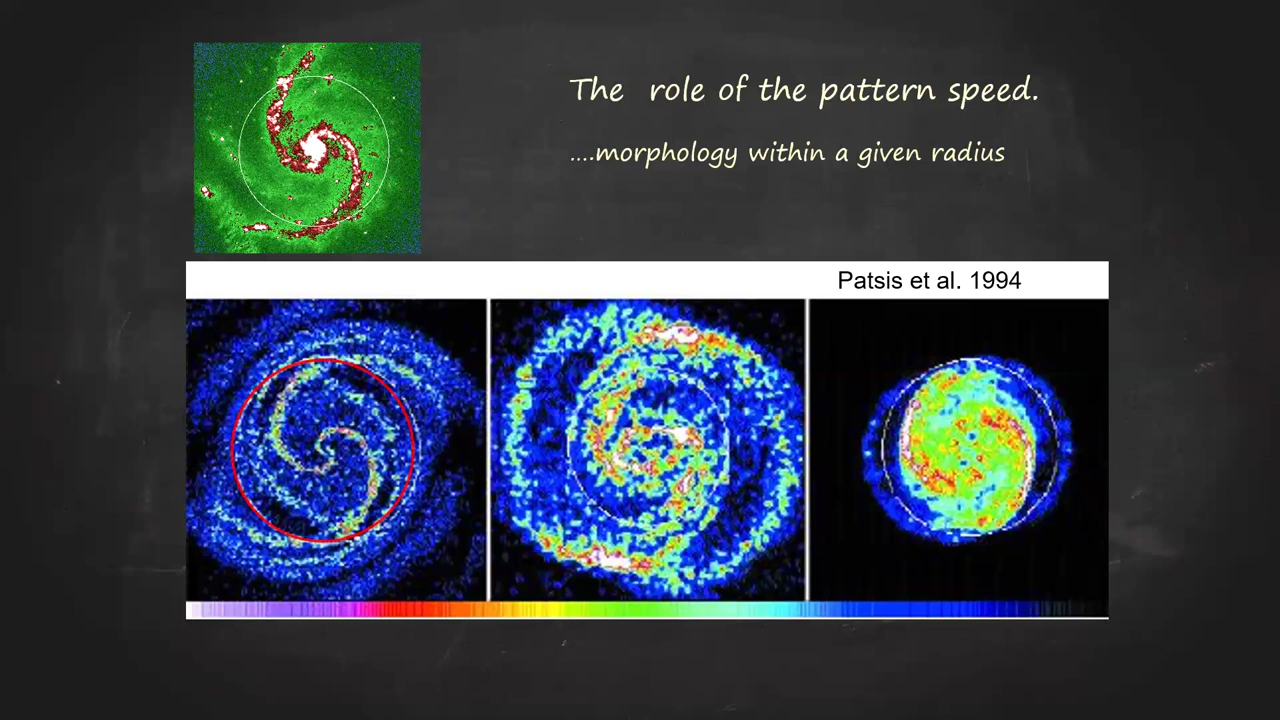 The role of the pattern speed.
....morphology within a given radius
Patsis et al. 1994